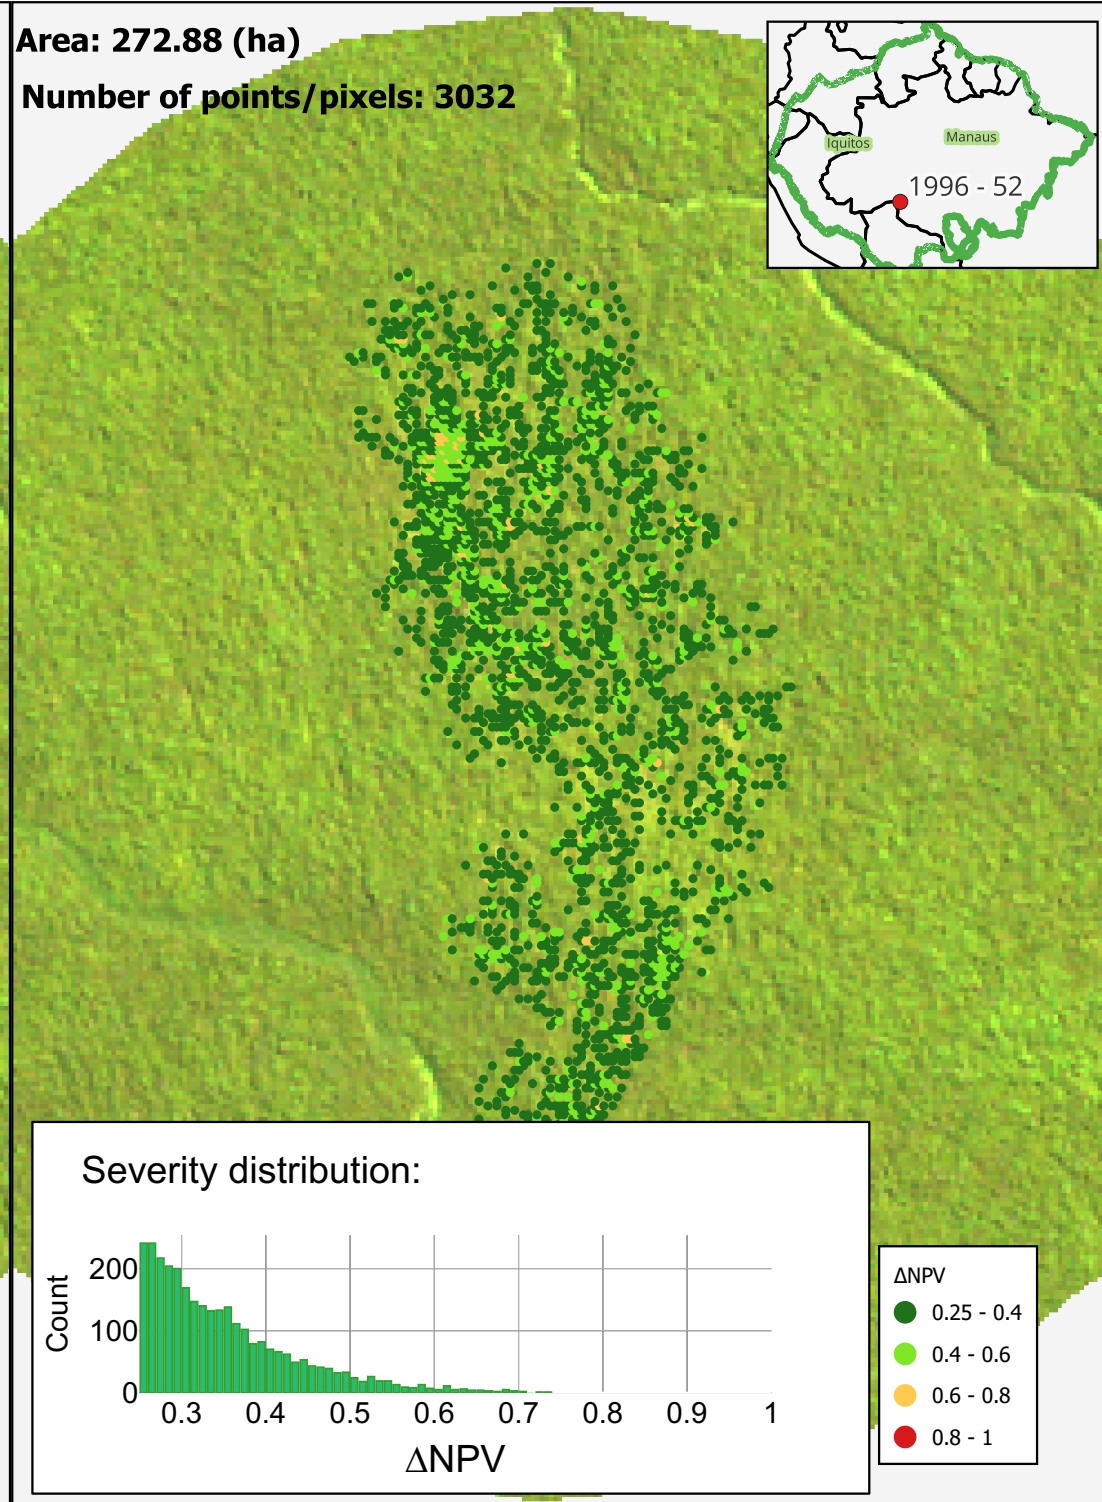 Area: 272.88 (ha)
Number of points/pixels: 3032
Iquitos
Manaus
1996 - 52
Severity distribution:
Count
200
100
0
0.3 0.4 0.5 0.6 0.7 0.8 0.9 1
ΔNPV
ΔNPV
0.25 - 0.4
0.4 - 0.6
0.6 - 0.8
0.8 - 1